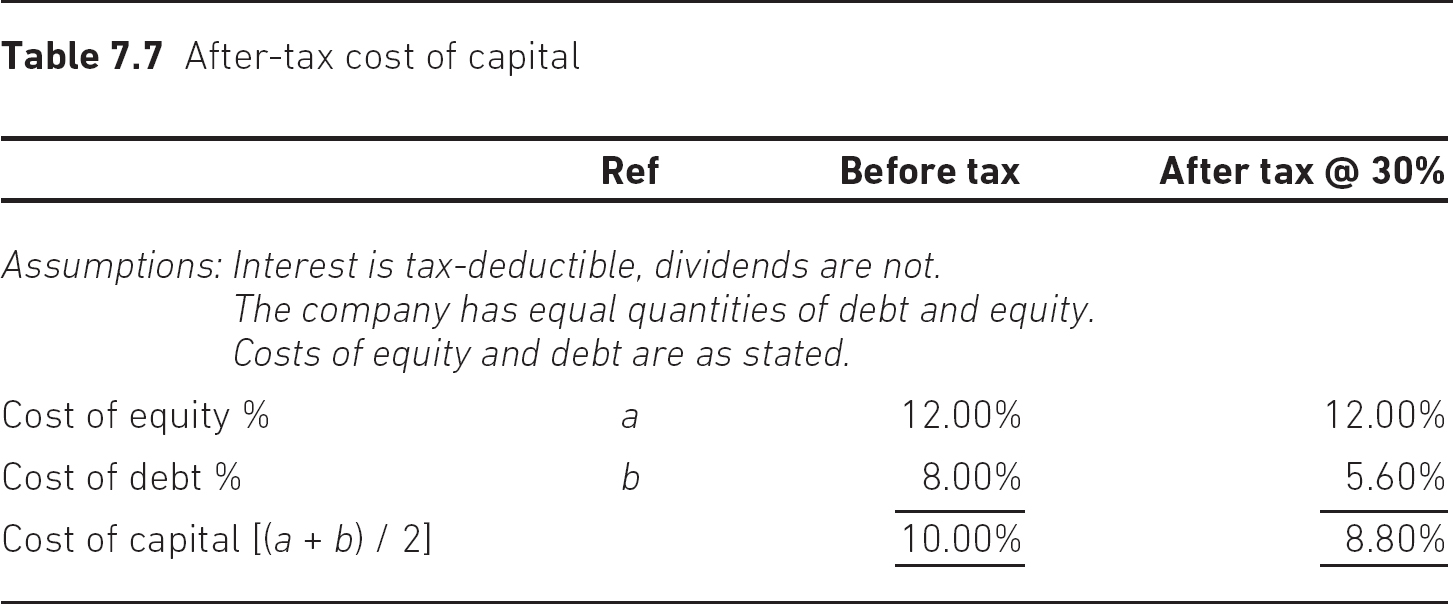 Table 7.7 After-tax cost of capital
Ref Before tax After tax @ 30%
Assumptions: Interest is tax-deductible, dividends are not.
The company has equal quantities of debt and equity.
Costs of equity and debt are as stated.
Cost of equity % a 12.00% 12.00%
Cost of debt % b 8.00% 5.60%
Cost of capital [(a + b) / 2] 10.00% 8.80%